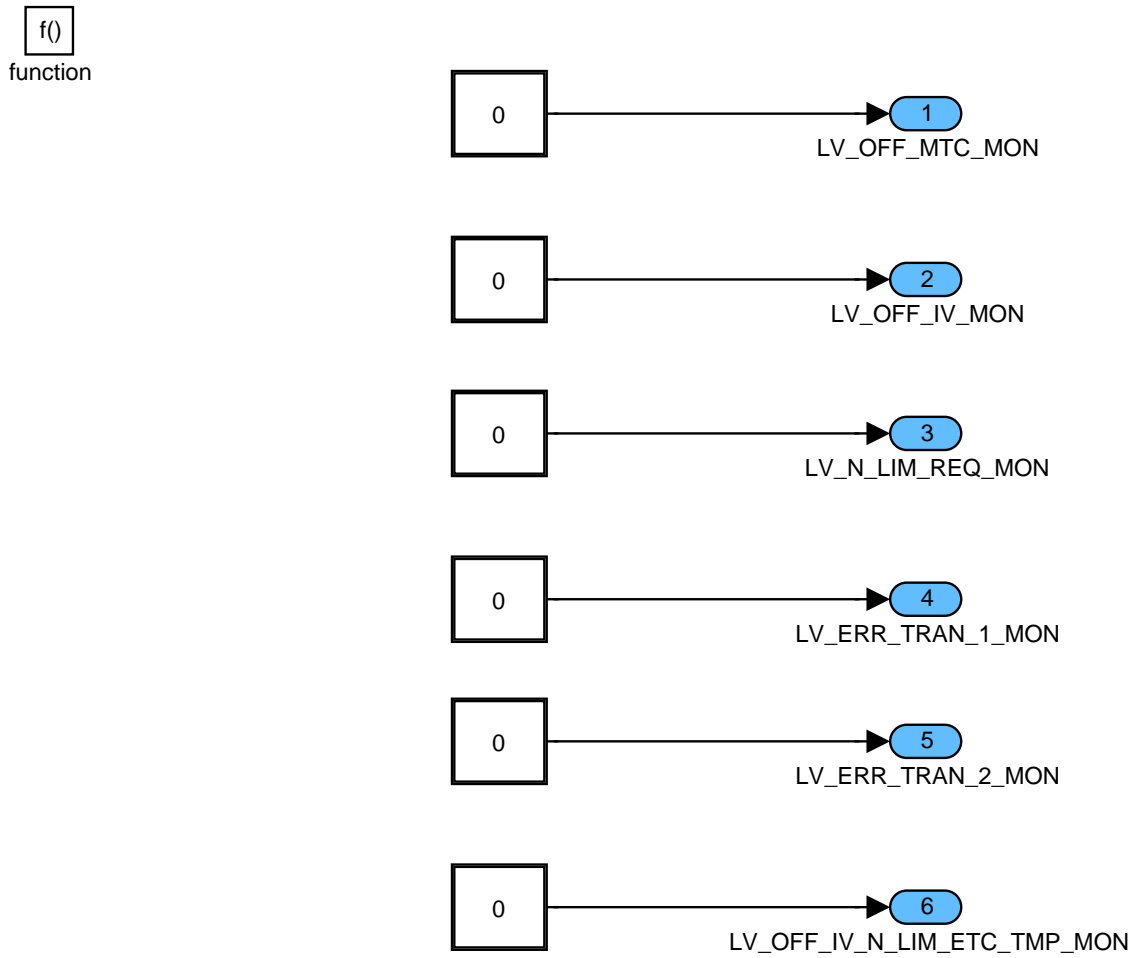 f()
function
0
1
LV_OFF_MTC_MON
0
2
LV_OFF_IV_MON
0
3
LV_N_LIM_REQ_MON
0
4
LV_ERR_TRAN_1_MON
0
5
LV_ERR_TRAN_2_MON
0
6
LV_OFF_IV_N_LIM_ETC_TMP_MON